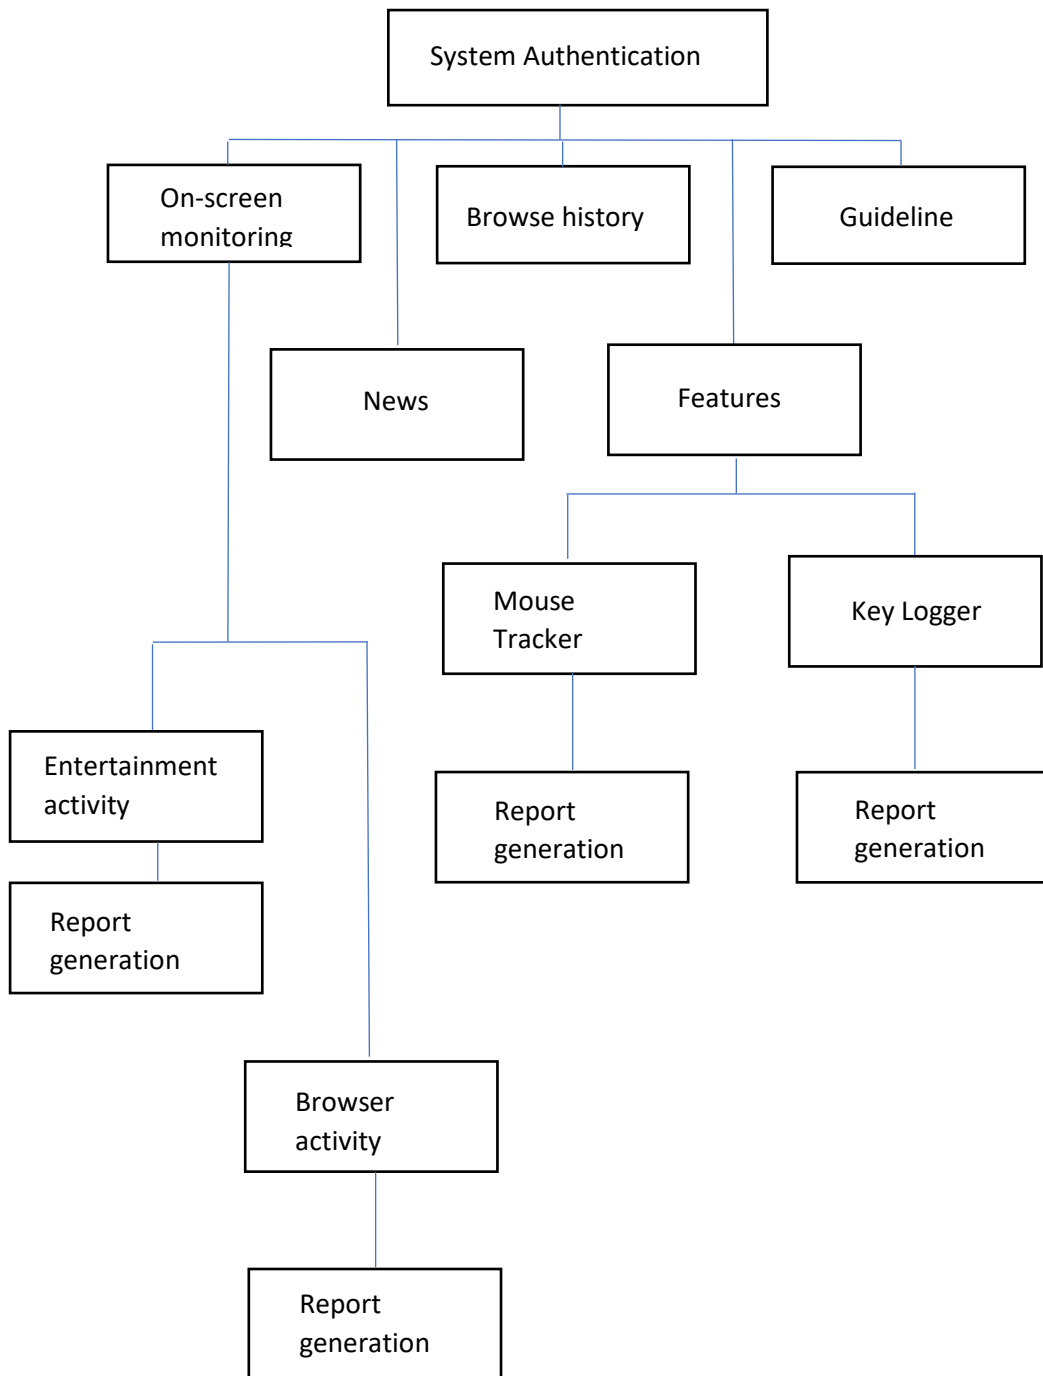 System Authentication
On-screen
monitoring
Browse history
Guideline
News
Features
Mouse
Tracker
Key Logger
Entertainment
activity
Report
generation
Report
generation
Report
generation
Browser
activity
Report
generation